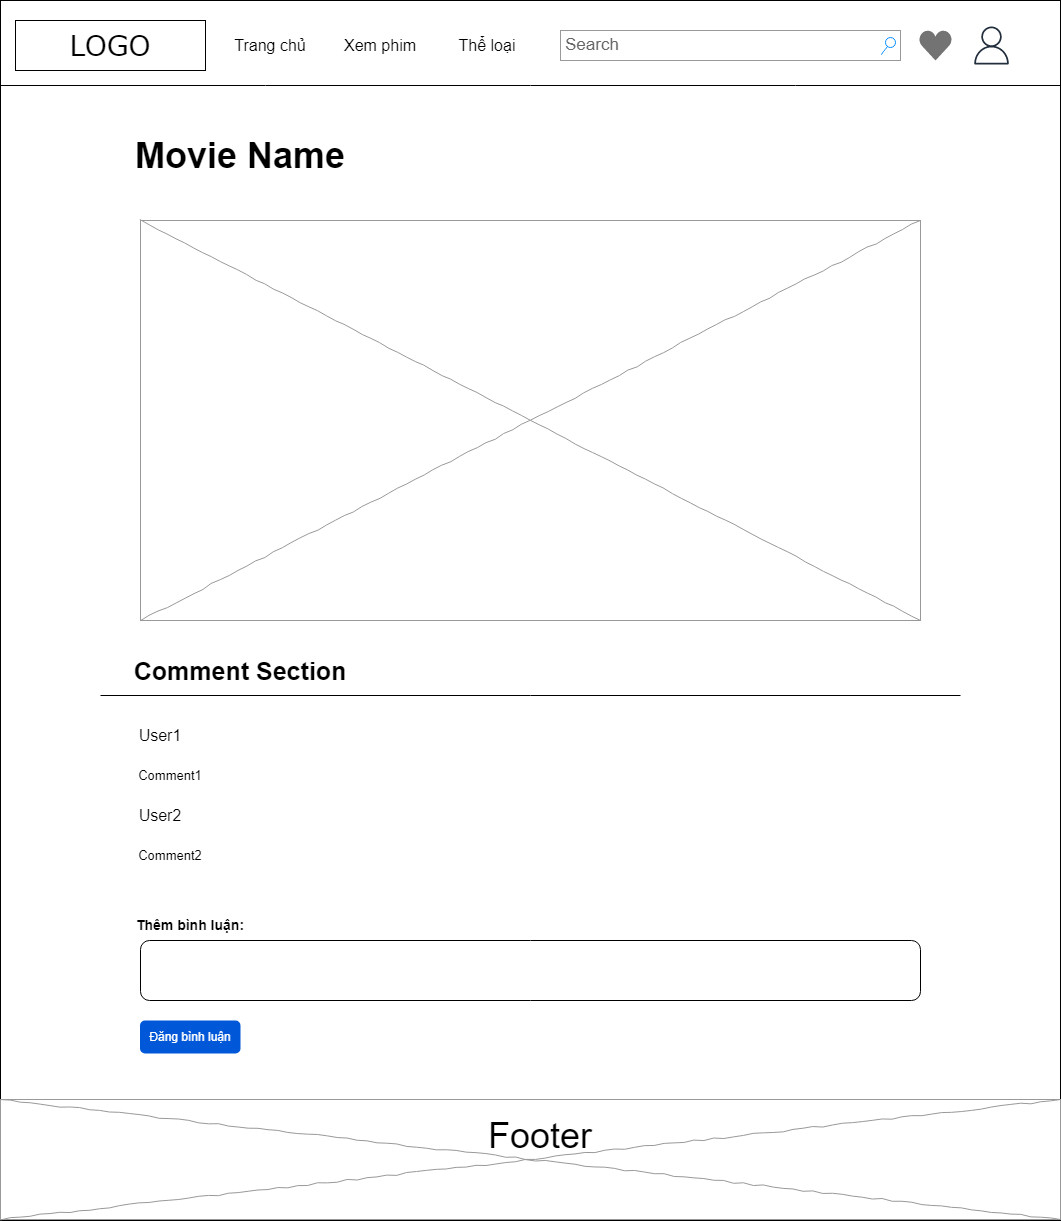 LOGO
Trang chủ
Xem phim
Thể loại
Search
Movie Name
Comment Section
User1
Comment1
User2
Comment2
Thêm bình luận:
Đăng bình luận
Footer